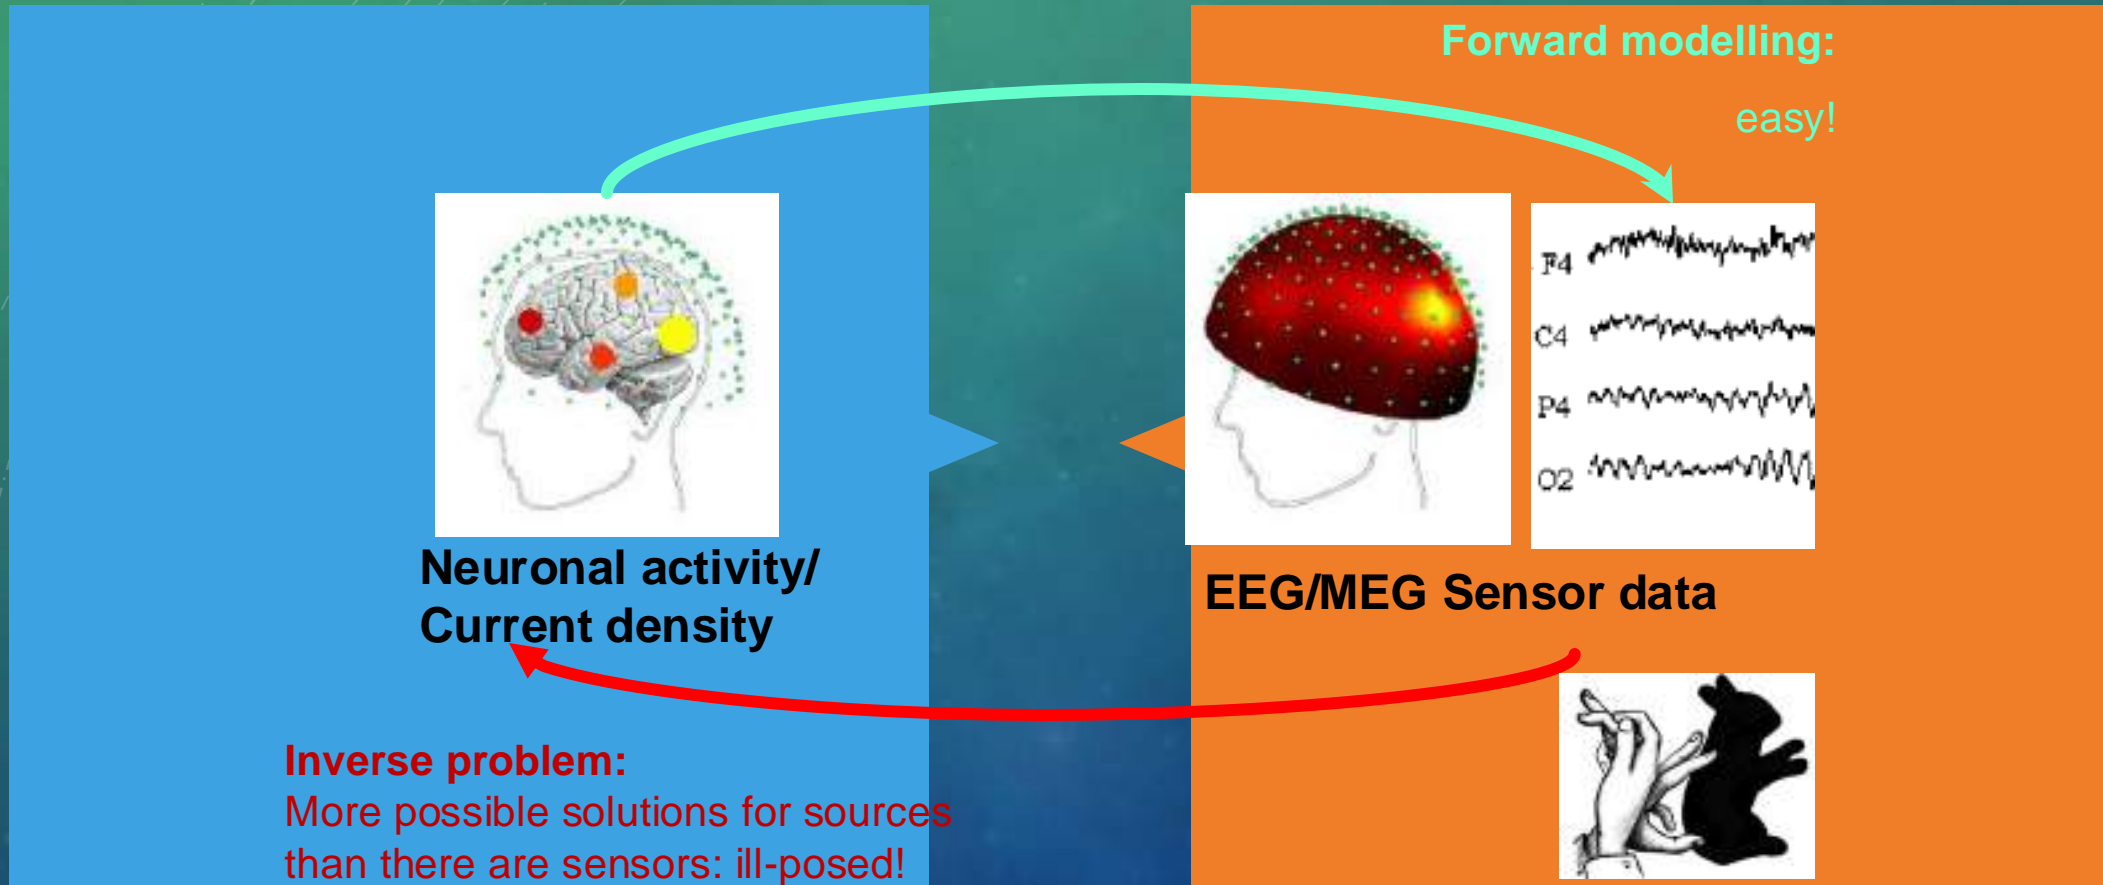 Forward modelling:
easy!
F4
C4
P4
O2
Neuronal activity/
Current density
EEG/MEG Sensor data
Inverse problem:
More possible solutions for sources
than there are sensors: ill-posed!